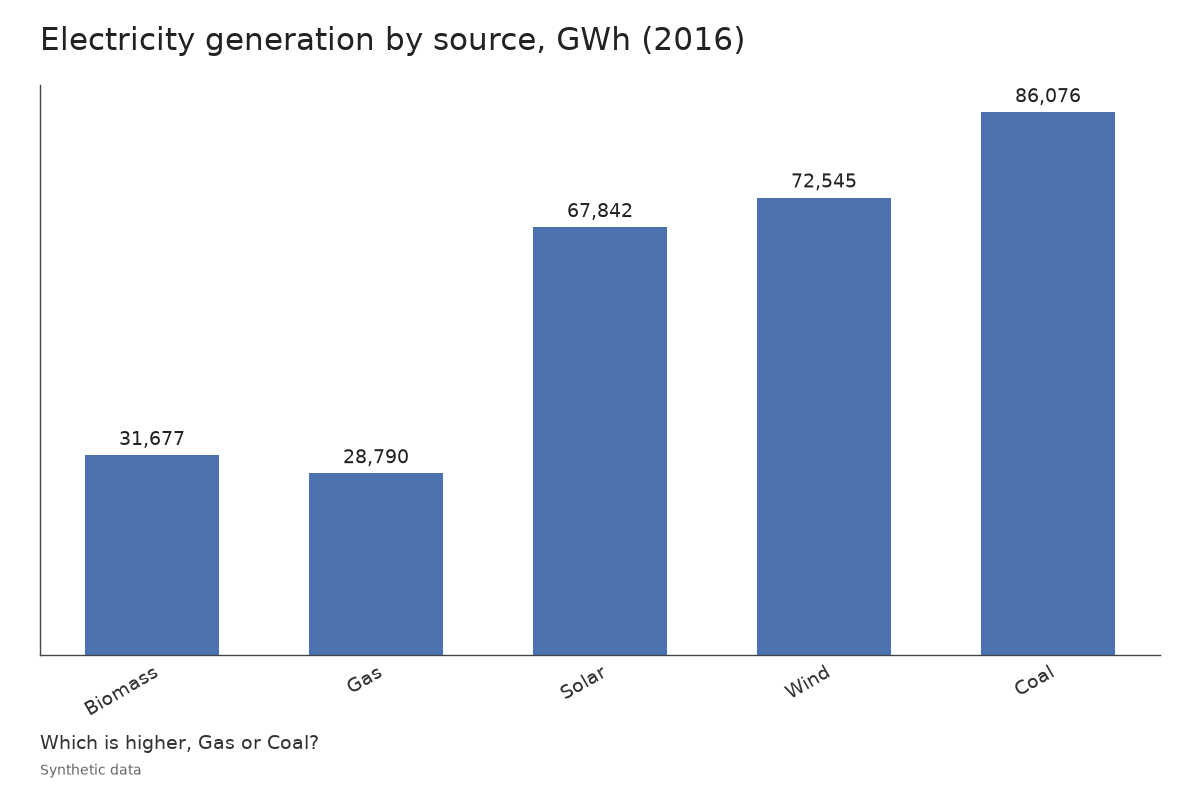 Electricity generation by source, GWh (2016)
86,076
72,545
67,842
31,677
28,790
Biomass
Gas
Solar
Wind
Coal
Which is higher, Gas or Coal?
Synthetic data